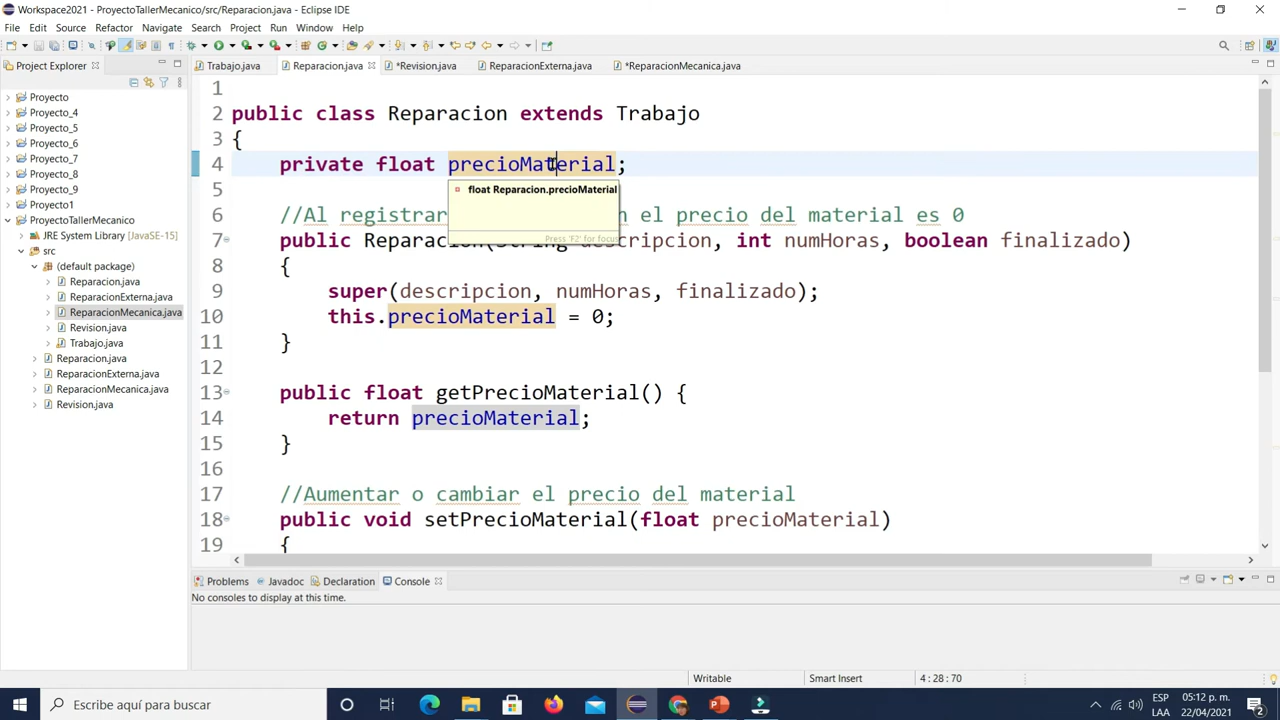 Workspace2021 - ProyectoTallerMecanico/src/Reparacion.java - Eclipse IDE
File Edit Source Refactor Navigate Search Project Run Window Help
Project Explorer
Trabajo.java Reparacion.java *Revision.java ReparacionExterna.java *ReparacionMecanica.java
Proyecto
Proyecto_4
Proyecto_5
Proyecto_6
Proyecto_7
Proyecto_8
Proyecto_9
Proyecto1
ProyectoTallerMecanico
JRE System Library [JavaSE-15]
src
(default package)
Reparacion.java
ReparacionExterna.java
ReparacionMecanica.java
Revision.java
Trabajo.java
Reparacion.java
ReparacionExterna.java
ReparacionMecanica.java
Revision.java
1
2 public class Reparacion extends Trabajo
3 {
4 private float precioMaterial;
float Reparacion.precioMaterial
Press 'F2' for focus
5
6 //Al registrar n el precio del material es 0
7 public Reparacion(String descripcion, int numHoras, boolean finalizado)
8 {
9 super(descripcion, numHoras, finalizado);
10 this.precioMaterial = 0;
11 }
12
13 public float getPrecioMaterial() {
14 return precioMaterial;
15 }
16
17 //Aumentar o cambiar el precio del material
18 public void setPrecioMaterial(float precioMaterial)
19 {
Problems Javadoc Declaration Console
No consoles to display at this time.
Writable Smart Insert 4 : 28 : 70
Escribe aquí para buscar
ESP 05:12 p. m.
LAA 22/04/2021
2